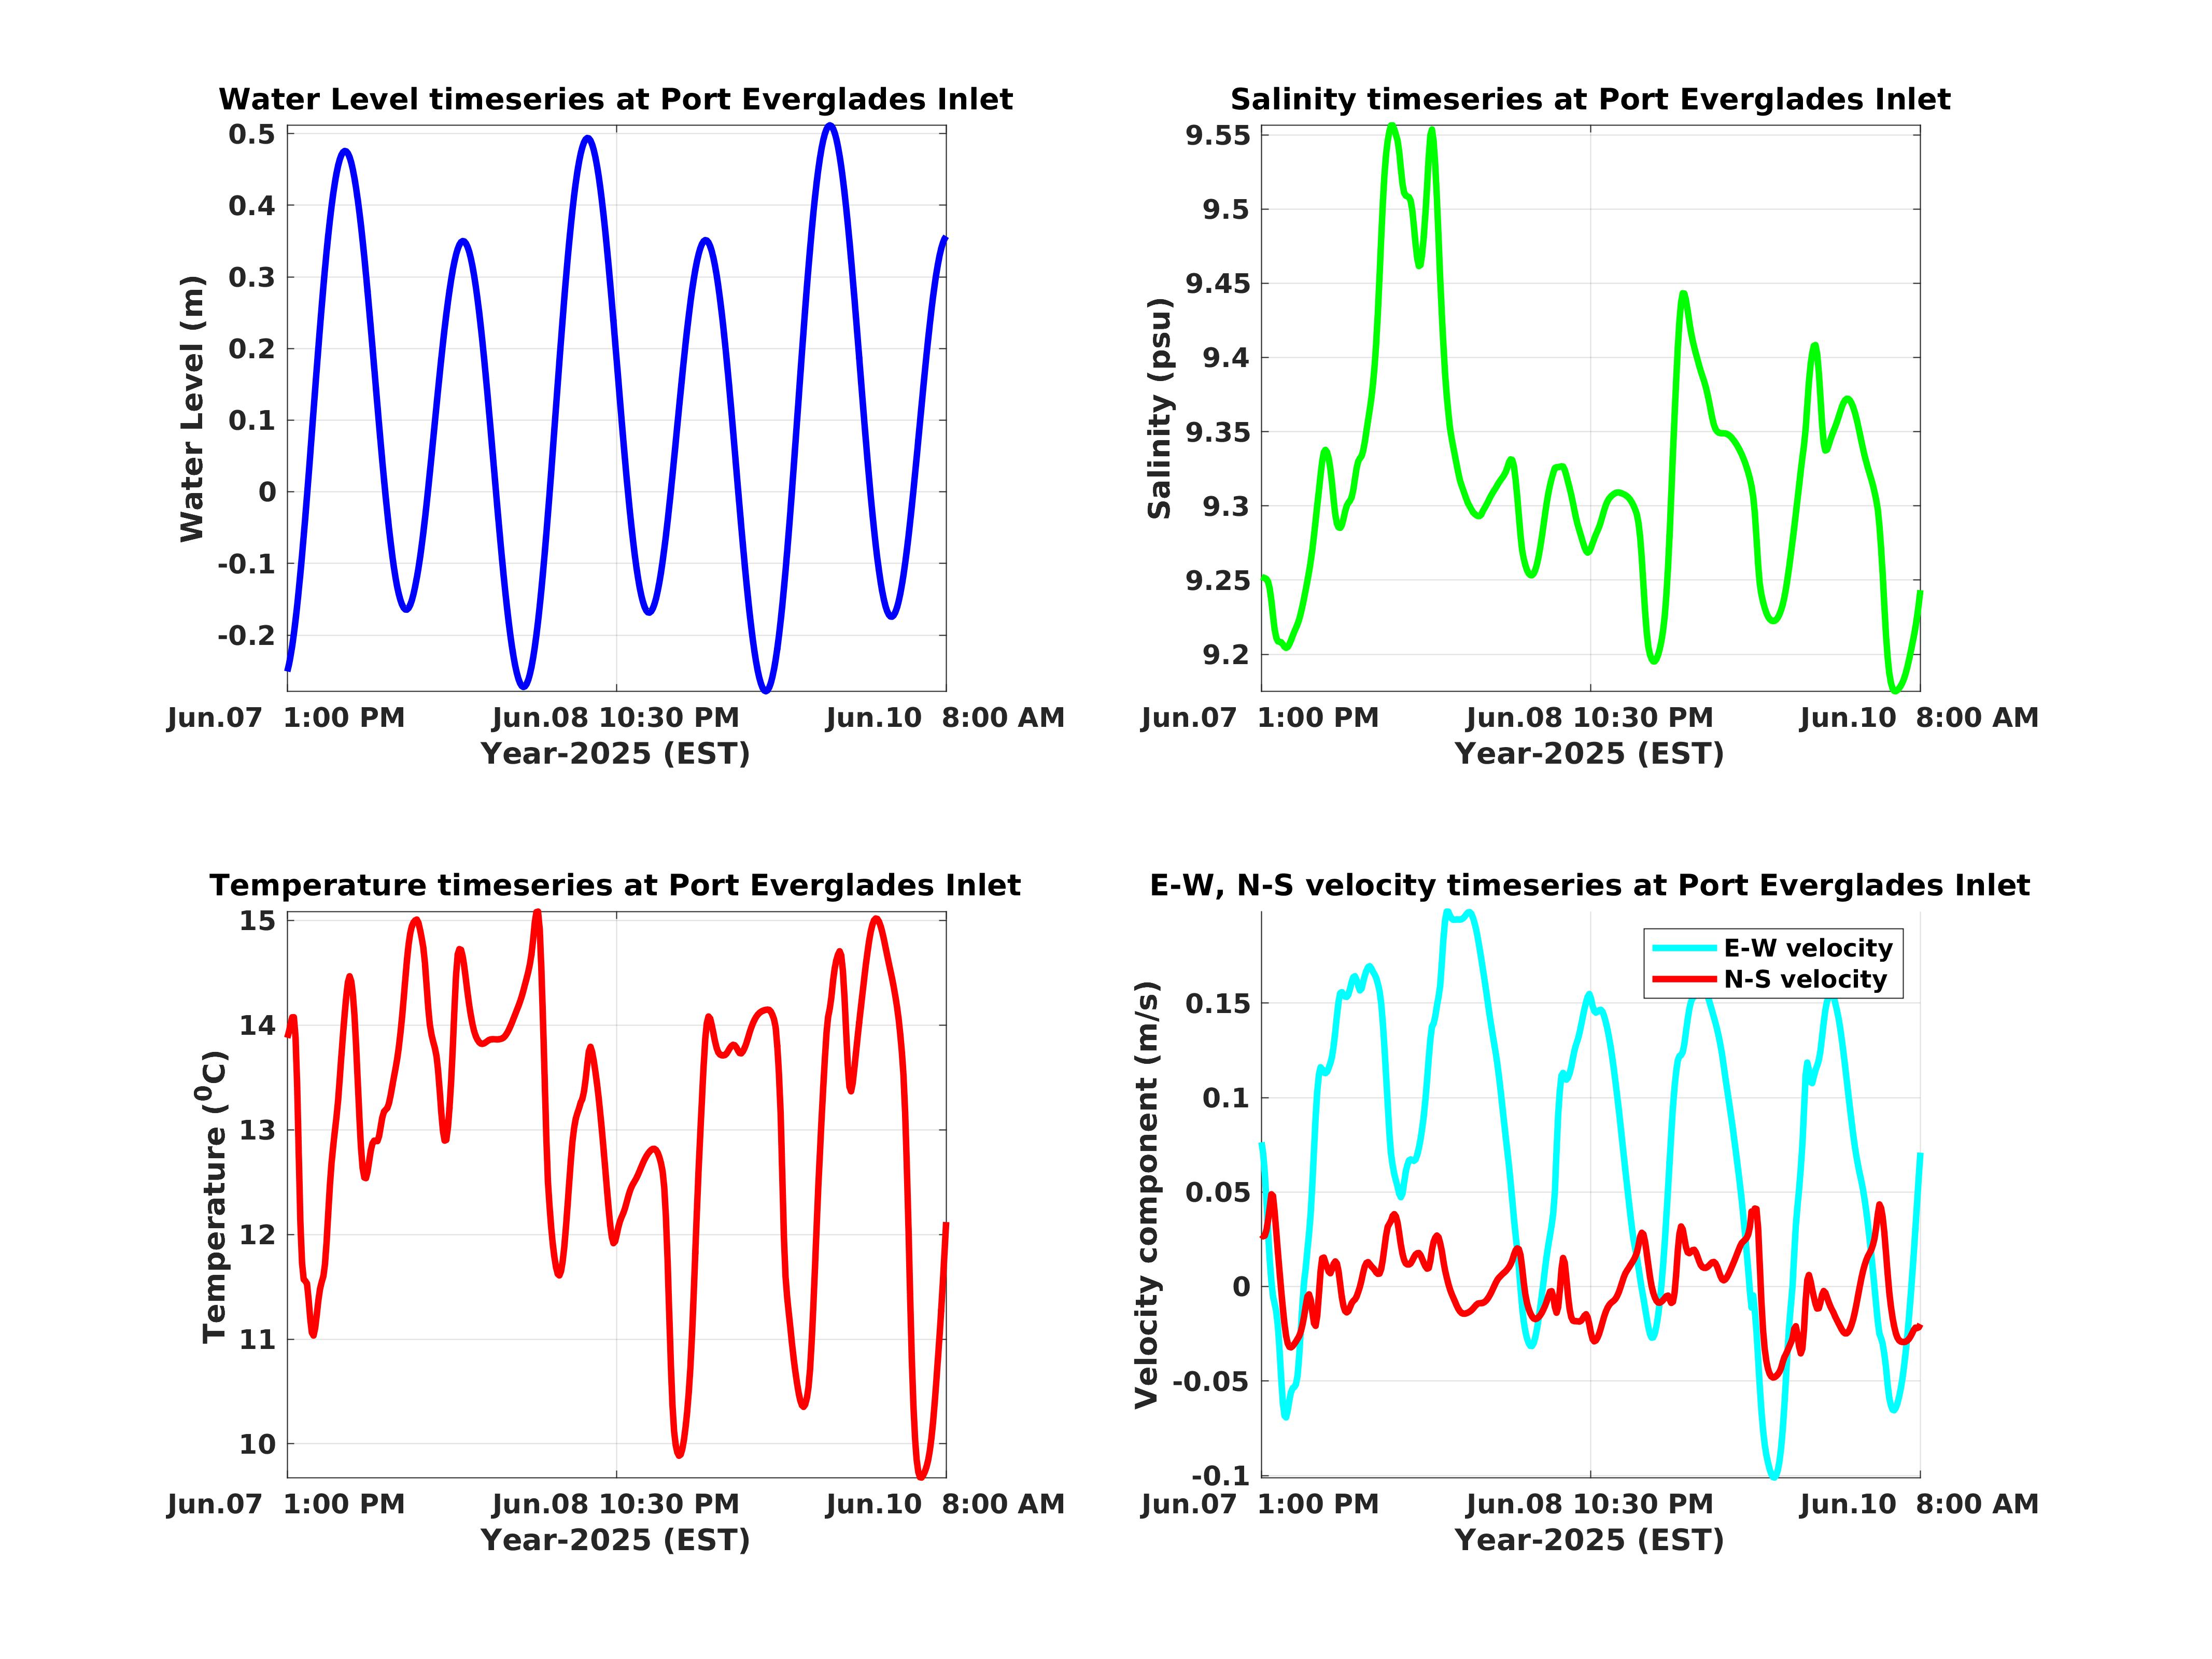 Water Level timeseries at Port Everglades Inlet
0.5
0.4
0.3
0.2
0.1
0
-0.1
-0.2
Water Level (m)
Jun.07 1:00 PM
Jun.08 10:30 PM
Jun.10 8:00 AM
Year-2025 (EST)
Salinity timeseries at Port Everglades Inlet
9.55
9.5
9.45
9.4
9.35
9.3
9.25
9.2
Salinity (psu)
Jun.07 1:00 PM
Jun.08 10:30 PM
Jun.10 8:00 AM
Year-2025 (EST)
Temperature timeseries at Port Everglades Inlet
15
14
13
12
11
10
Temperature (⁰C)
Jun.07 1:00 PM
Jun.08 10:30 PM
Jun.10 8:00 AM
Year-2025 (EST)
E-W, N-S velocity timeseries at Port Everglades Inlet
E-W velocity
N-S velocity
0.15
0.1
0.05
0
-0.05
-0.1
Velocity component (m/s)
Jun.07 1:00 PM
Jun.08 10:30 PM
Jun.10 8:00 AM
Year-2025 (EST)